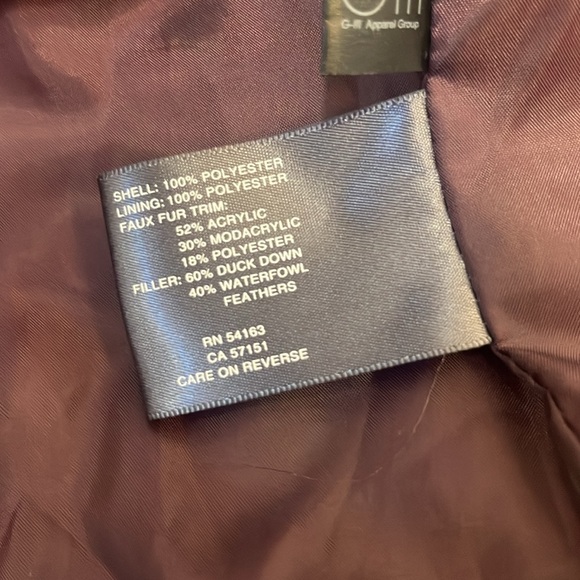 G-III Apparel Group
SHELL: 100% POLYESTER
LINING: 100% POLYESTER
FAUX FUR TRIM:
52% ACRYLIC
30% MODACRYLIC
18% POLYESTER
FILLER: 60% DUCK DOWN
40% WATERFOWL
FEATHERS
RN 54163
CA 57151
CARE ON REVERSE